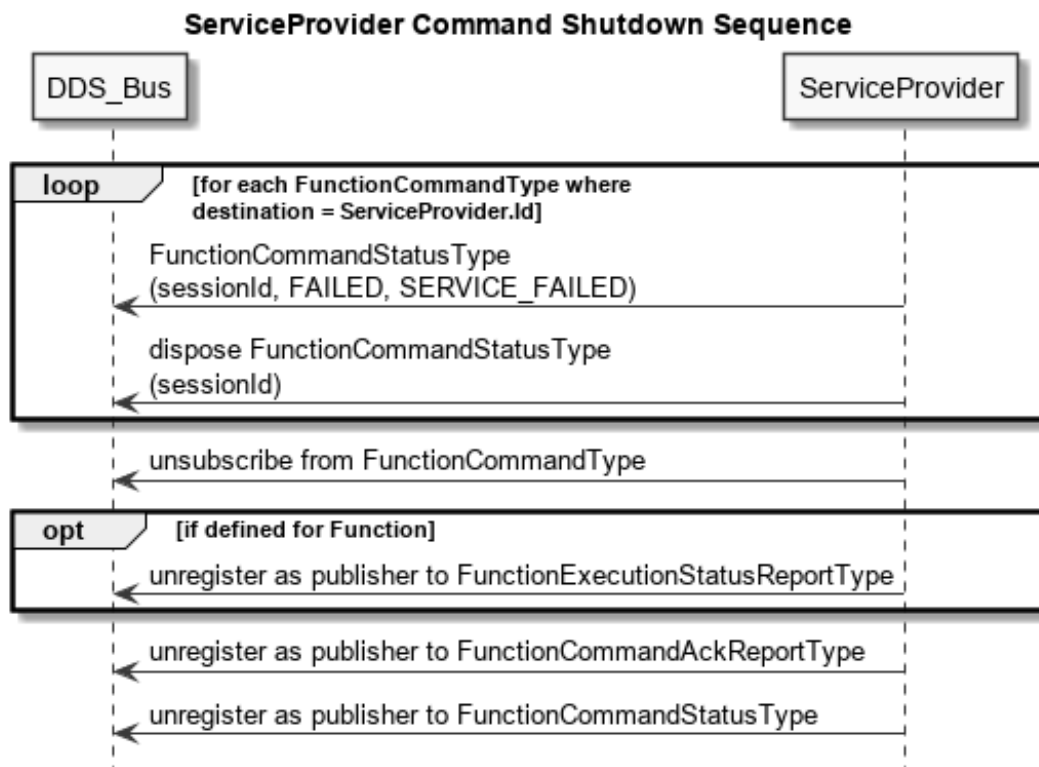 ServiceProvider Command Shutdown Sequence
DDS_Bus
ServiceProvider
loop
[for each FunctionCommandType where
destination = ServiceProvider.Id]
FunctionCommandStatusType
(sessionId, FAILED, SERVICE_FAILED)
dispose FunctionCommandStatusType
(sessionId)
unsubscribe from FunctionCommandType
opt
[if defined for Function]
unregister as publisher to FunctionExecutionStatusReportType
unregister as publisher to FunctionCommandAckReportType
unregister as publisher to FunctionCommandStatusType